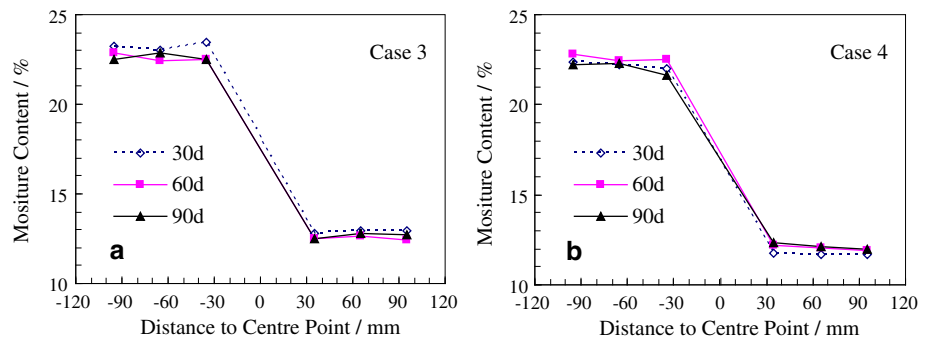 25
20
15
10
Mositure Content / %
Case 3
30d
60d
90d
a
-120 -90 -60 -30 0 30 60 90 120
Distance to Centre Point / mm
25
20
15
10
Mositure Content / %
Case 4
30d
60d
90d
b
-120 -90 -60 -30 0 30 60 90 120
Distance to Centre Point / mm